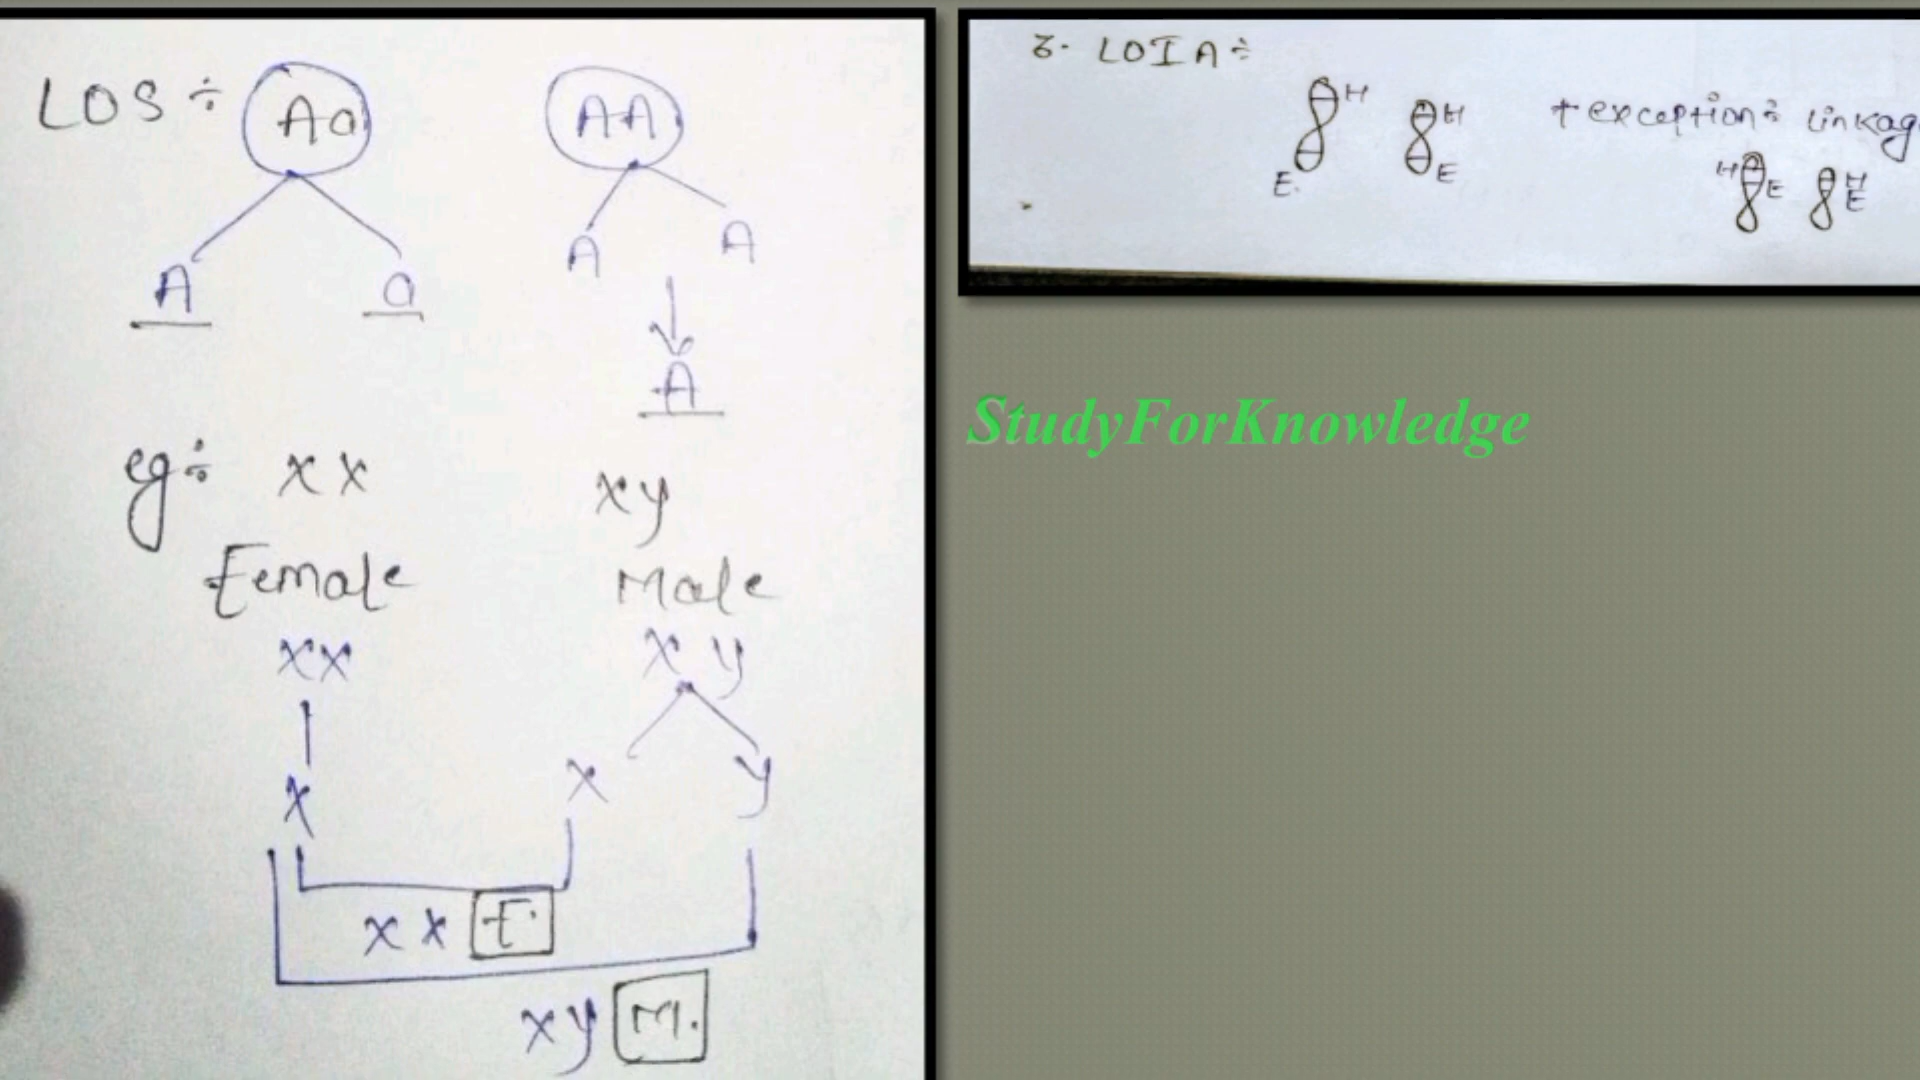 LOS ÷ Aa AA
A a A A
A
eg ÷ xx xy
Female Male
xx xy
x x y
xx F.
xy M.
3. LOIA ÷
H H
E. E
+ exception ÷ Linkag
H E H
E
StudyForKnowledge